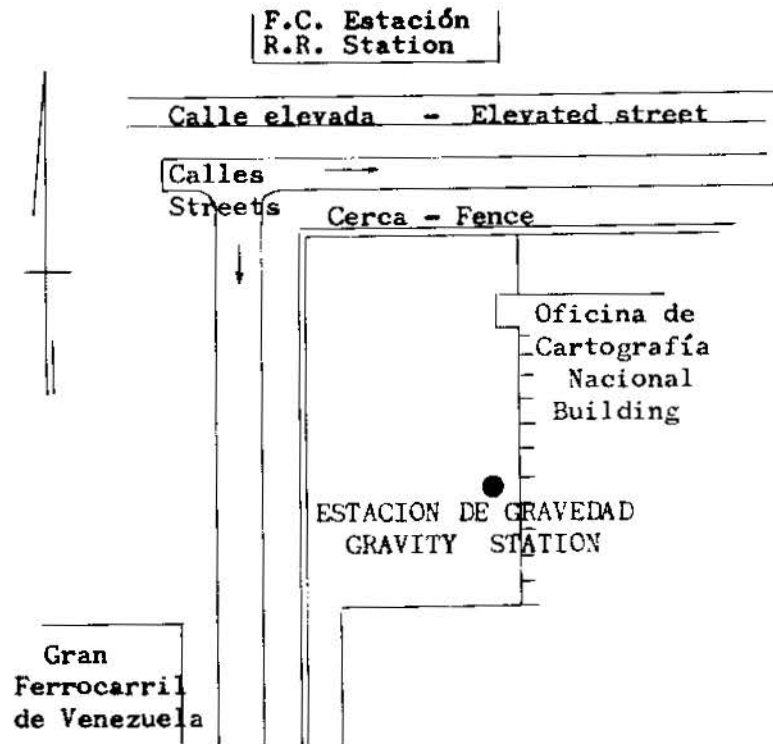 F.C. Estación
R.R. Station
Calle elevada - Elevated street
Calles
Streets
Cerca - Fence
Oficina de
Cartografía
Nacional
Building
ESTACION DE GRAVEDAD
GRAVITY STATION
Gran
Ferrocarril
de Venezuela